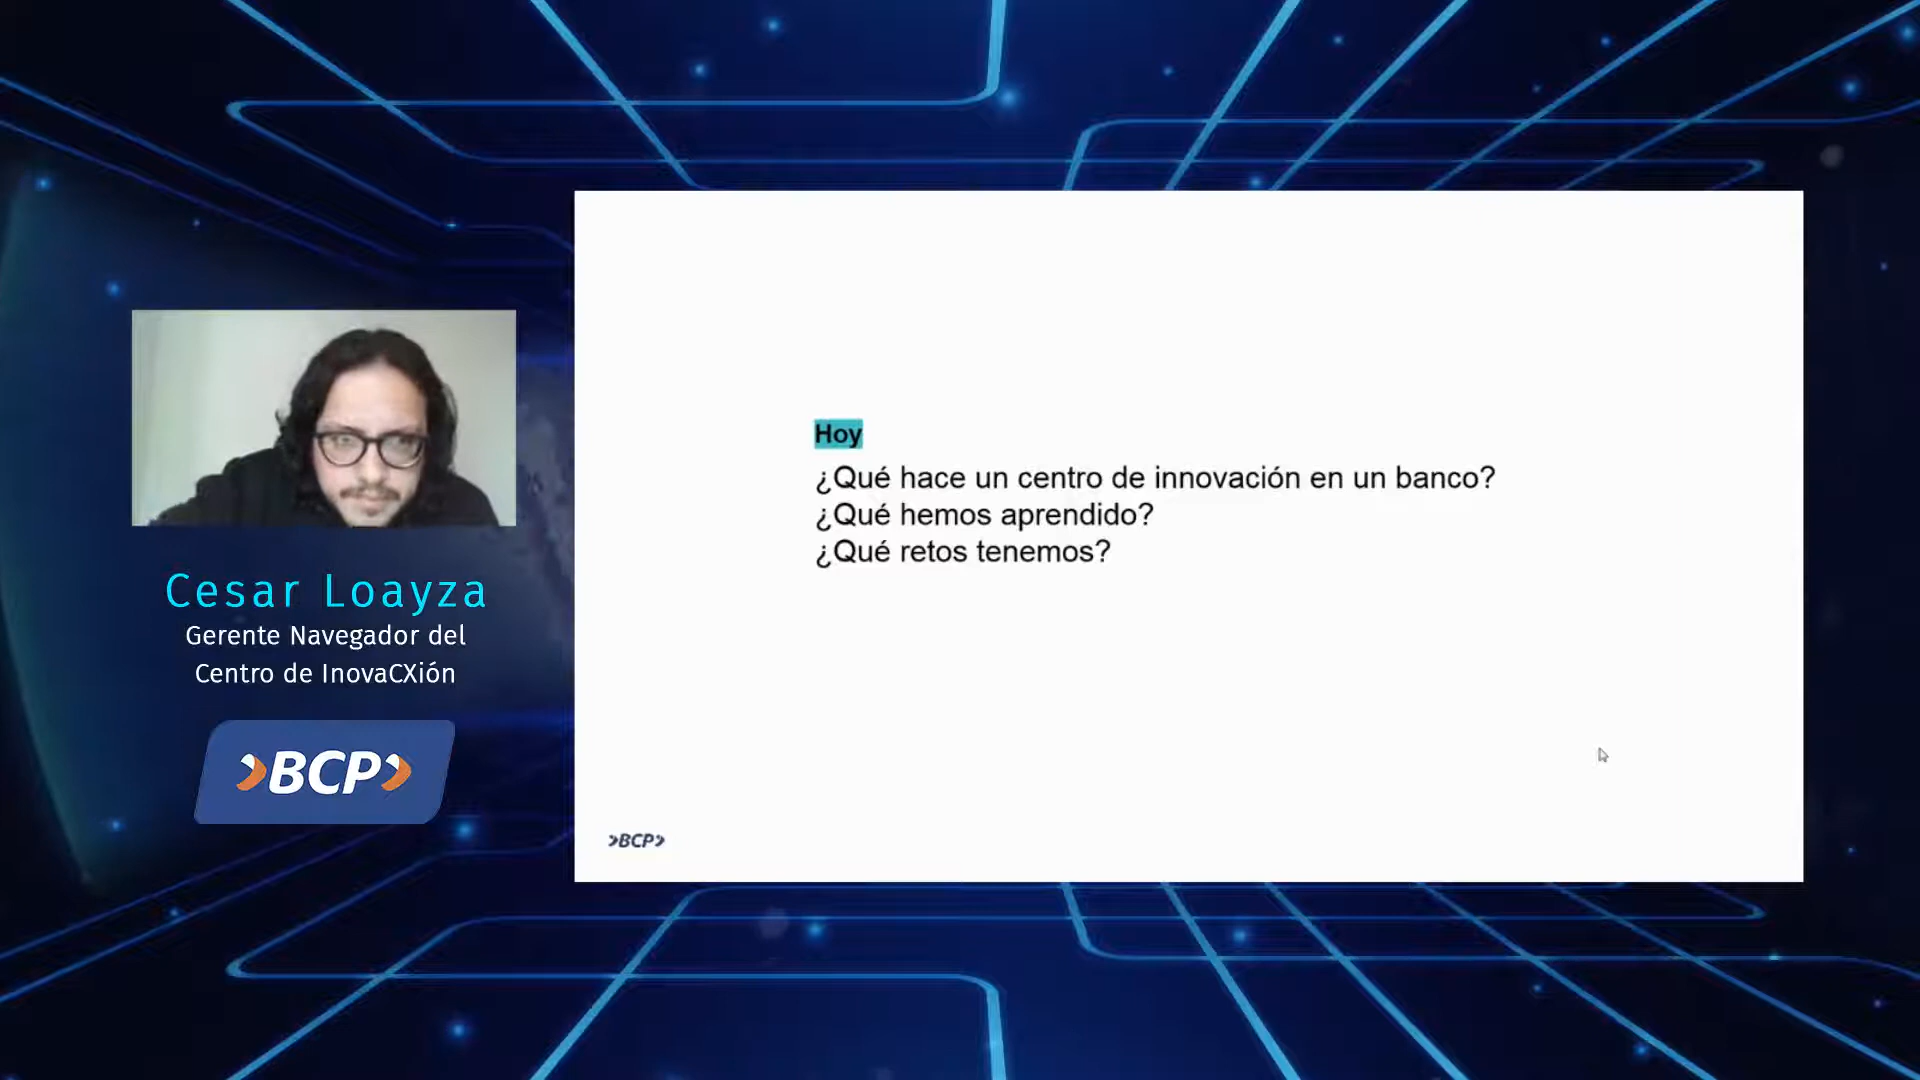 Cesar Loayza
Gerente Navegador del
Centro de InovaCXión
BCP
Hoy
¿Qué hace un centro de innovación en un banco?
¿Qué hemos aprendido?
¿Qué retos tenemos?
BCP